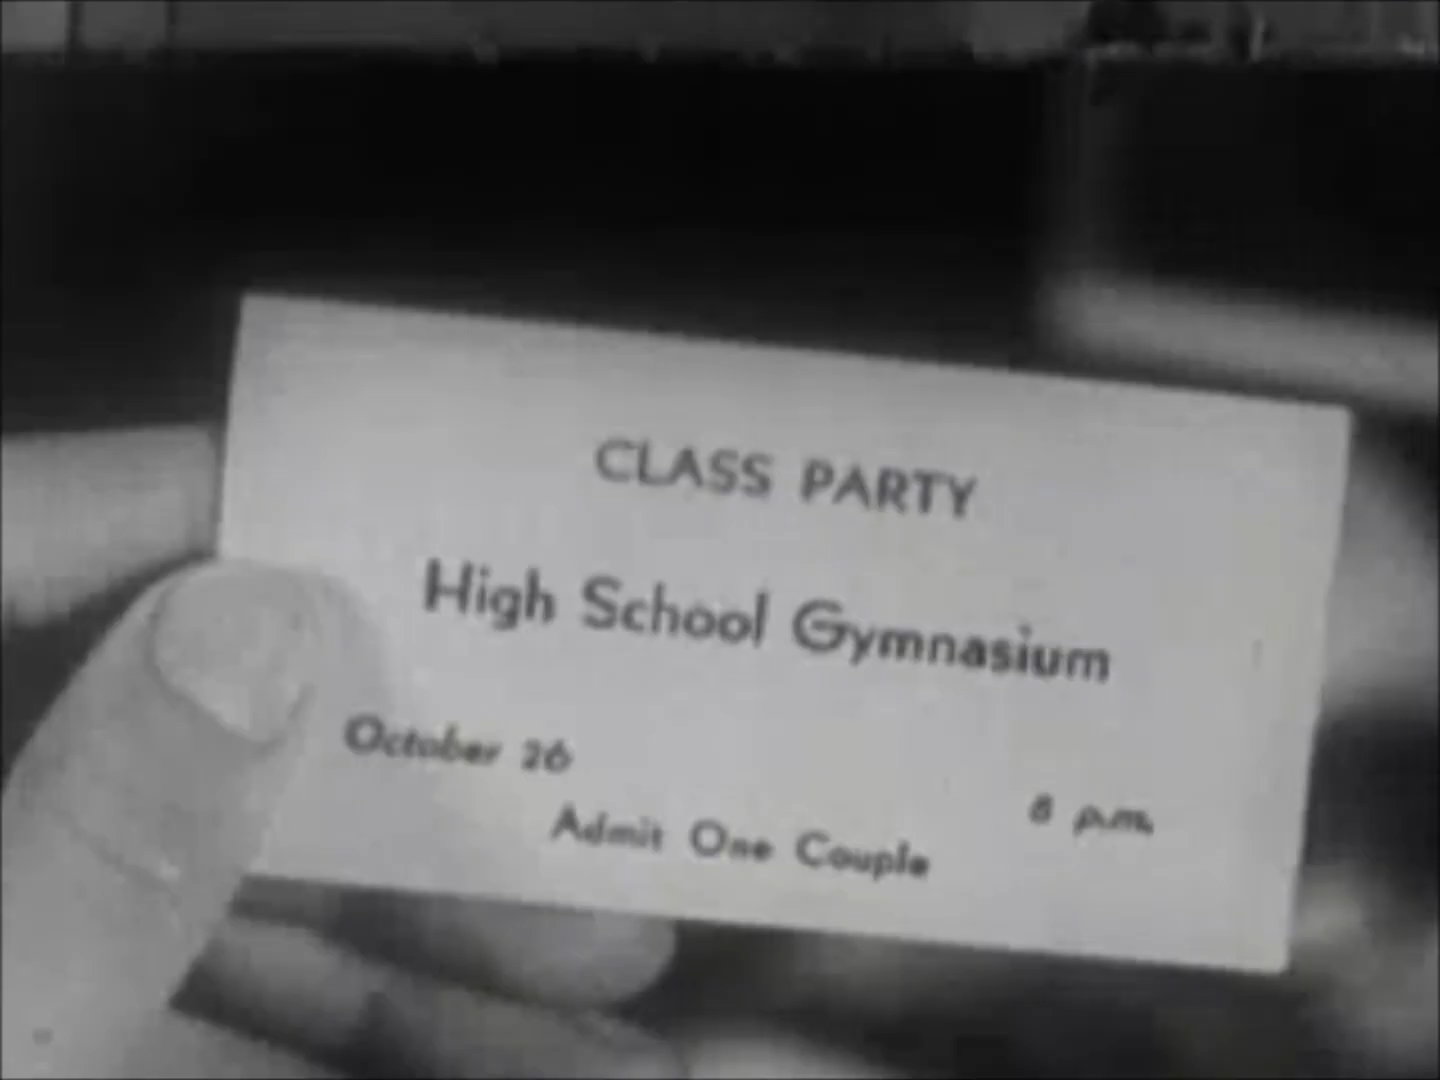 CLASS PARTY
High School Gymnasium
October 26
8 p.m.
Admit One Couple